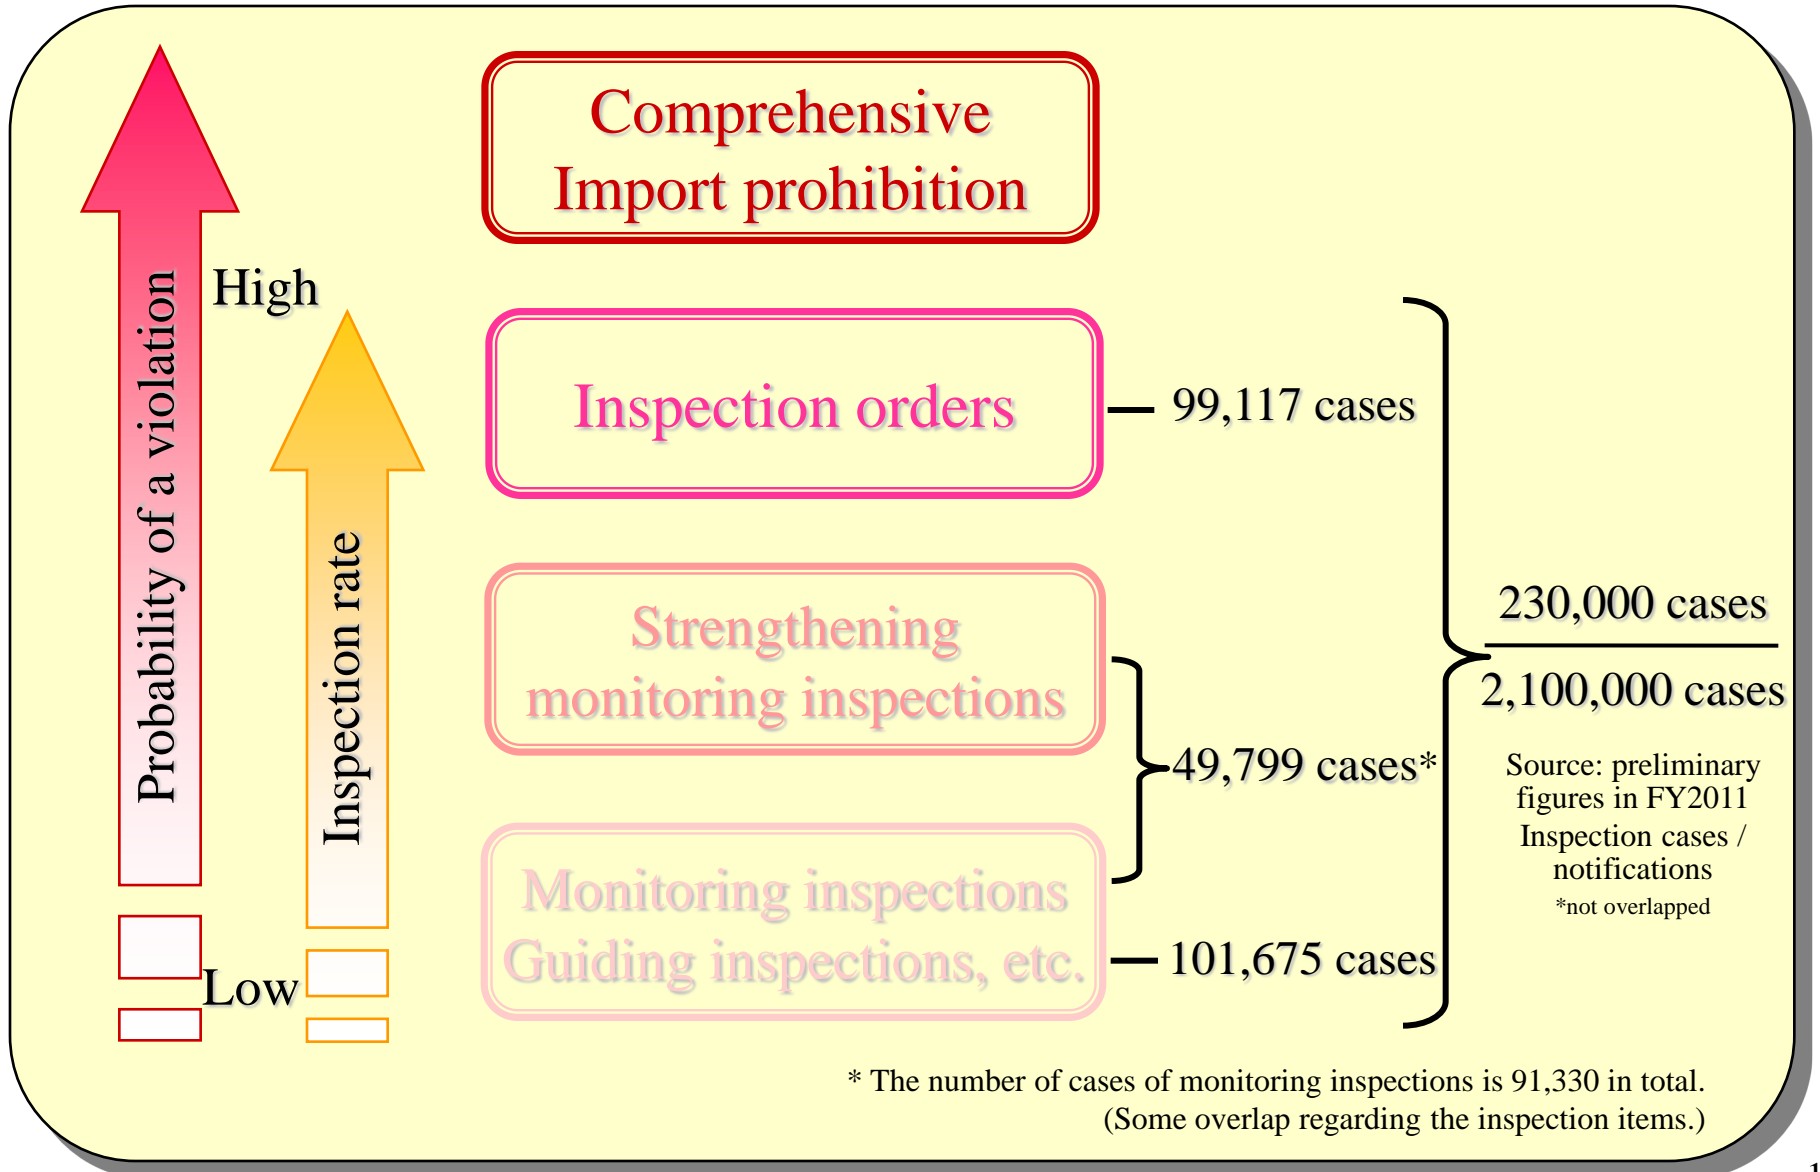 Comprehensive
Import prohibition
Probability of a violation
High
Inspection rate
Low
Inspection orders
99,117 cases
Strengthening
monitoring inspections
49,799 cases*
Monitoring inspections
Guiding inspections, etc.
101,675 cases
230,000 cases
2,100,000 cases
Source: preliminary
figures in FY2011
Inspection cases /
notifications
*not overlapped
* The number of cases of monitoring inspections is 91,330 in total.
(Some overlap regarding the inspection items.)